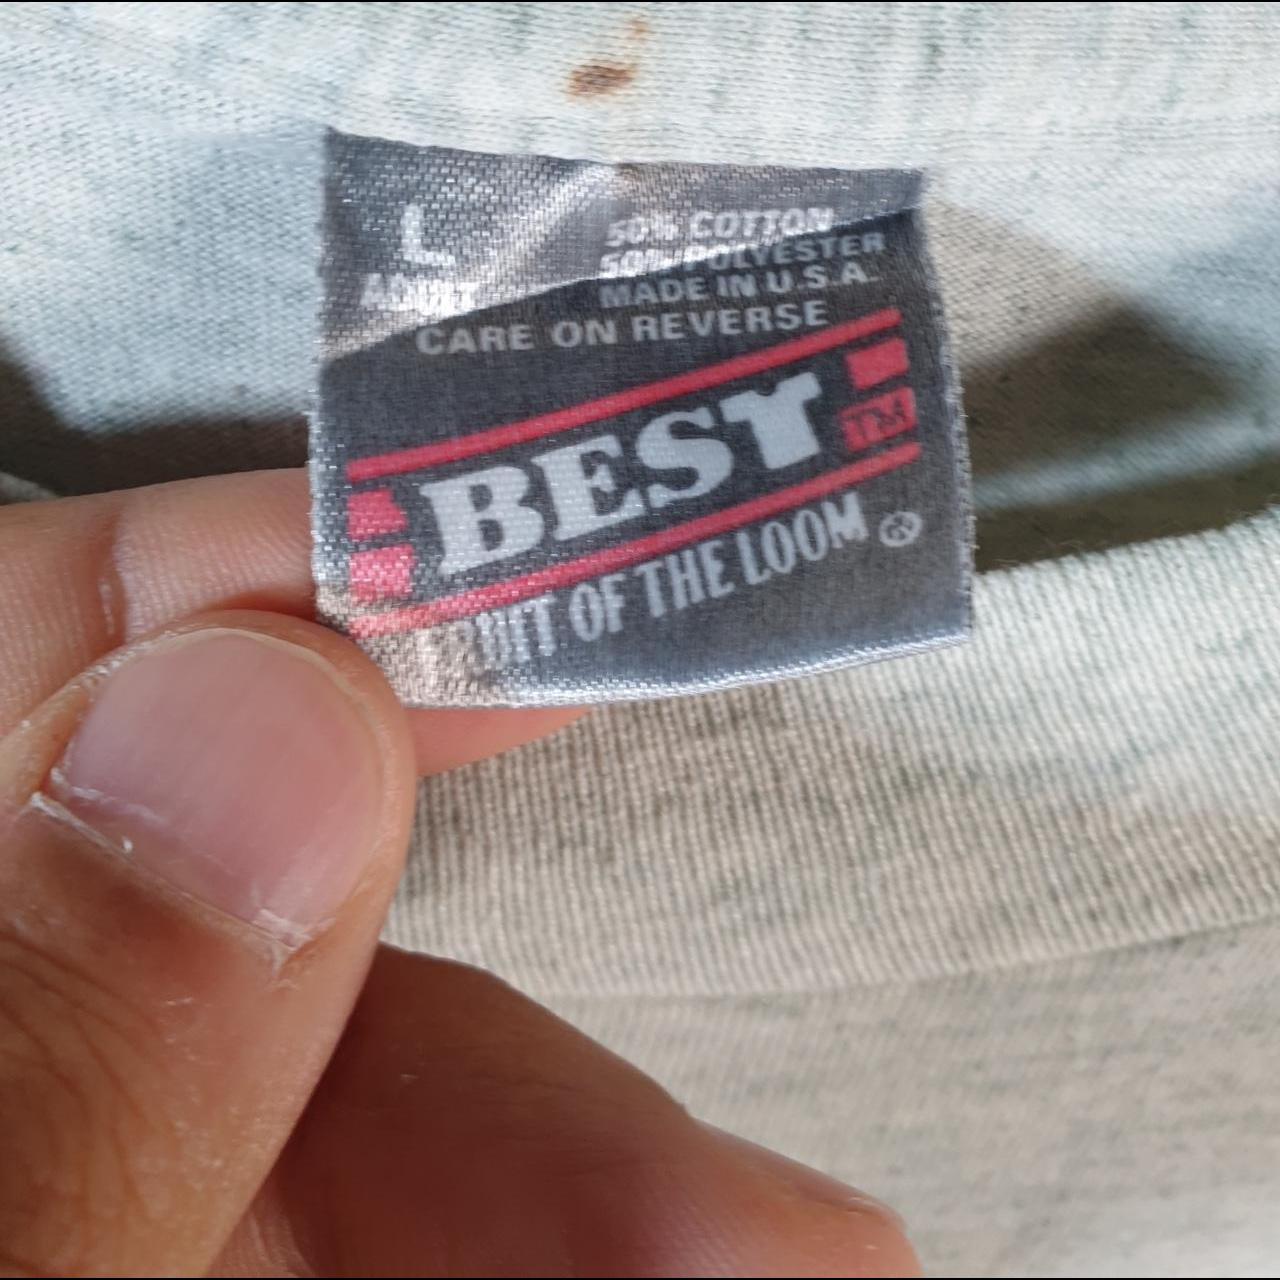 L
ADULT
50% COTTON
50% POLYESTER
MADE IN U.S.A.
CARE ON REVERSE
BEST
TM
FRUIT OF THE LOOM ®